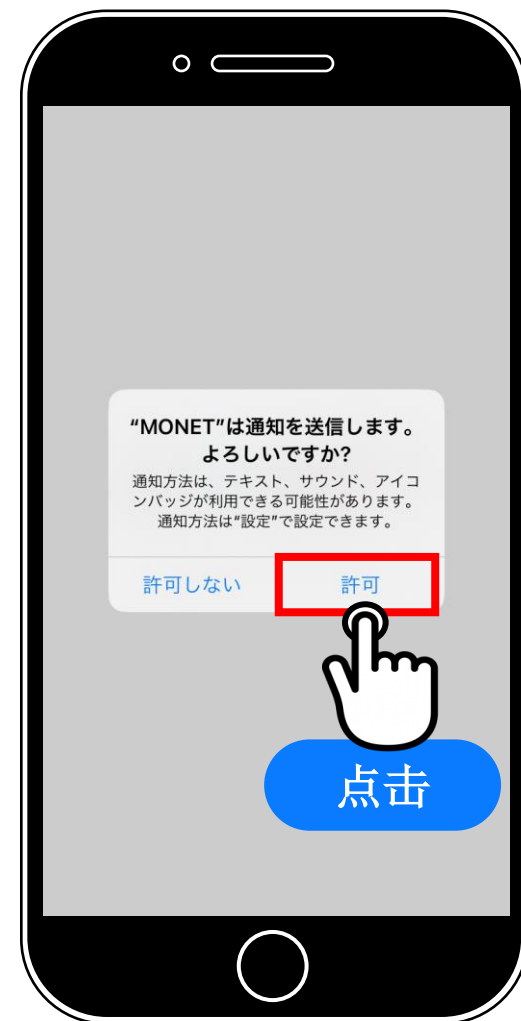 “MONET”は通知を送信します。
よろしいですか?
通知方法は、テキスト、サウンド、アイコ
ンバッジが利用できる可能性があります。
通知方法は“設定”で設定できます。
許可しない
許可
点击